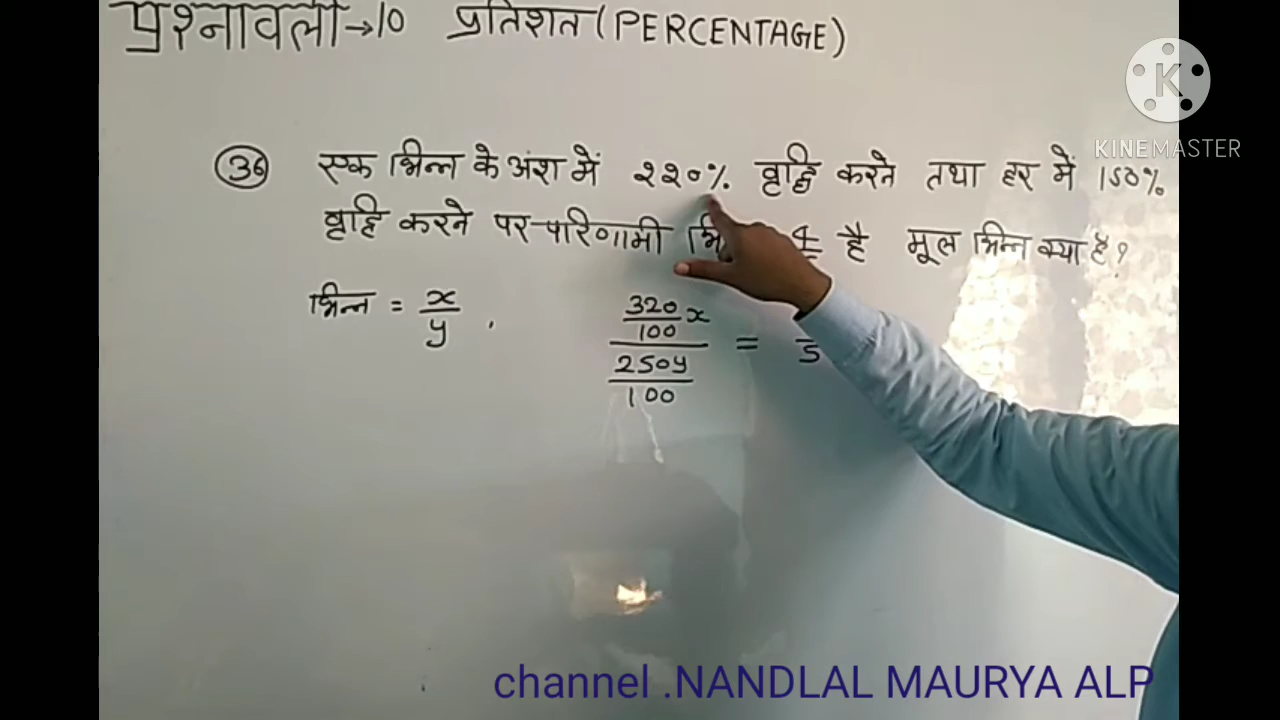 प्रश्नावली→10 प्रतिशत (PERCENTAGE)
KINEMASTER
36 एक भिन्न के अंश में २२०% वृद्धि करने तथा हर में 150%
वृद्धि करने पर परिणामी है मूल भिन्न क्या है?
भिन्न = x/y , (320/100 x)/(250y/100) =
channel .NANDLAL MAURYA ALP